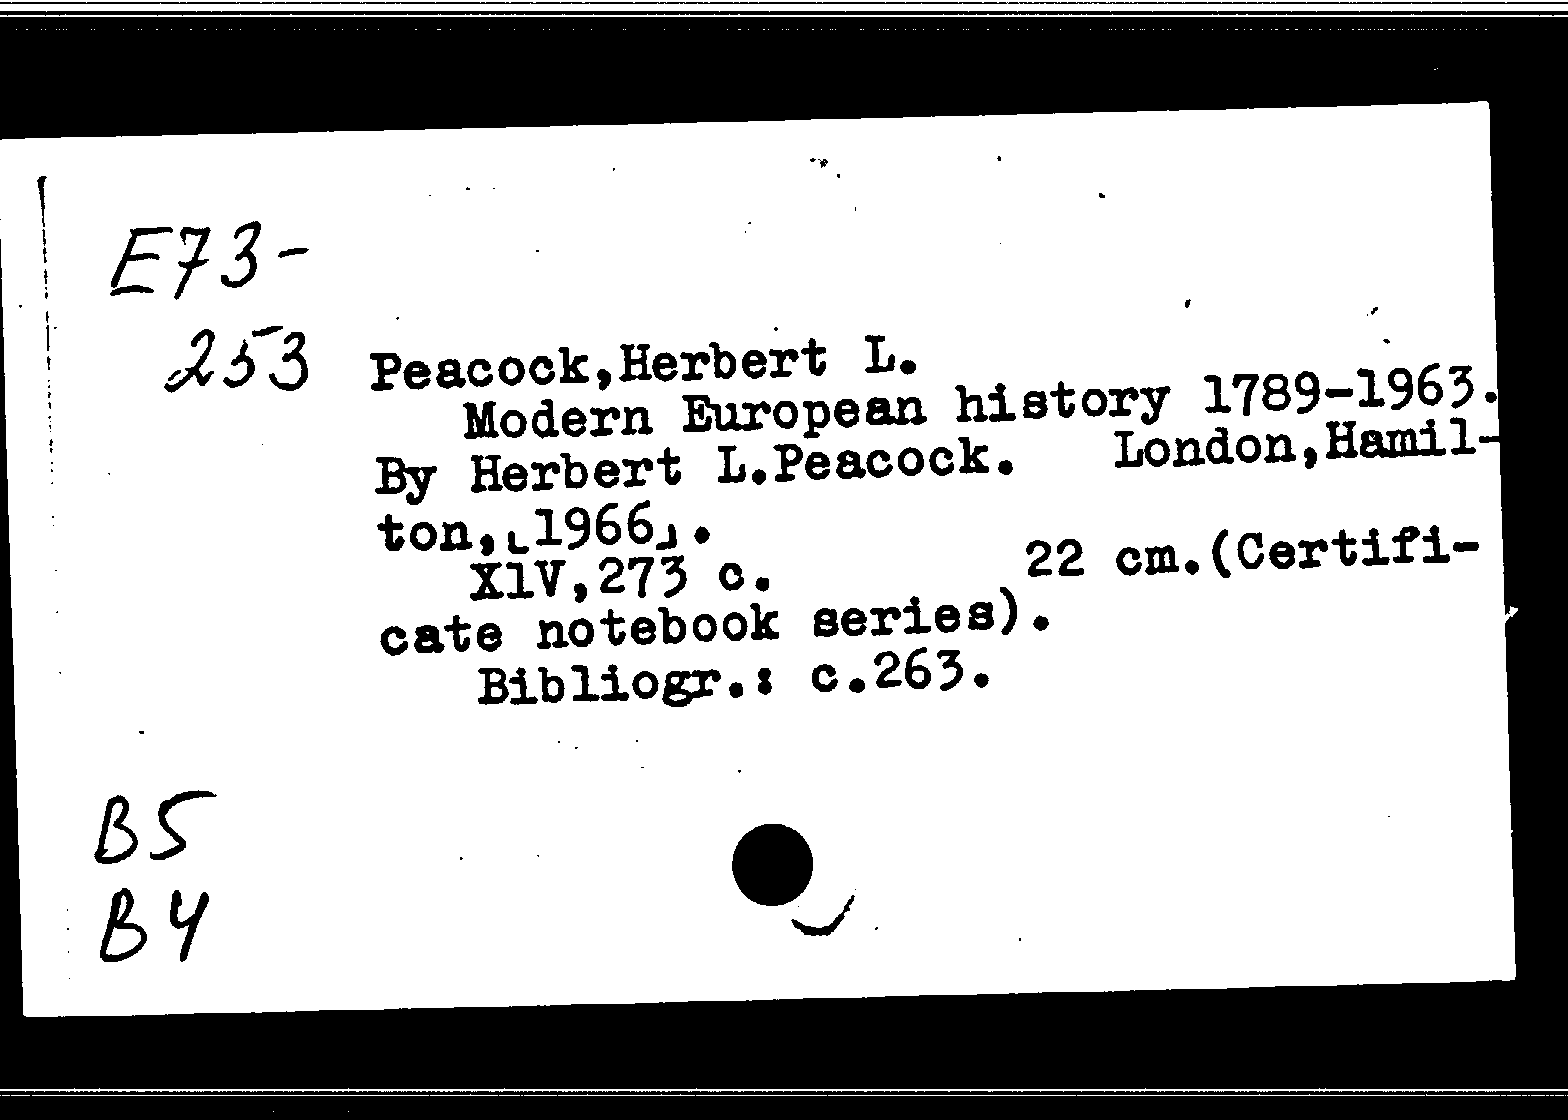 E73-
253
Peacock,Herbert L.
Modern European history 1789-1963.
By Herbert L.Peacock. London,Hamil-
ton,⌊1966⌋.
X1V,273 c. 22 cm.(Certifi-
cate notebook series).
Bibliogr.: c.263.
B5
B4